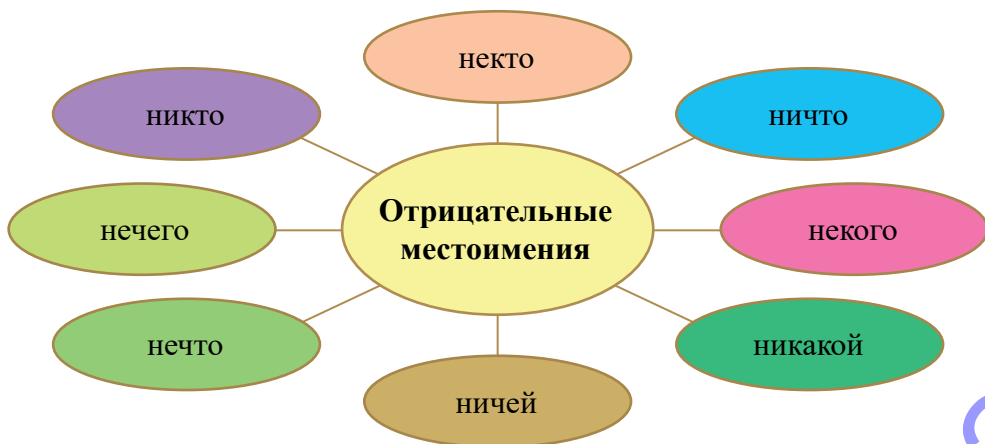 некто
никто
ничто
Отрицательные
местоимения
нечего
некого
нечто
никакой
ничей